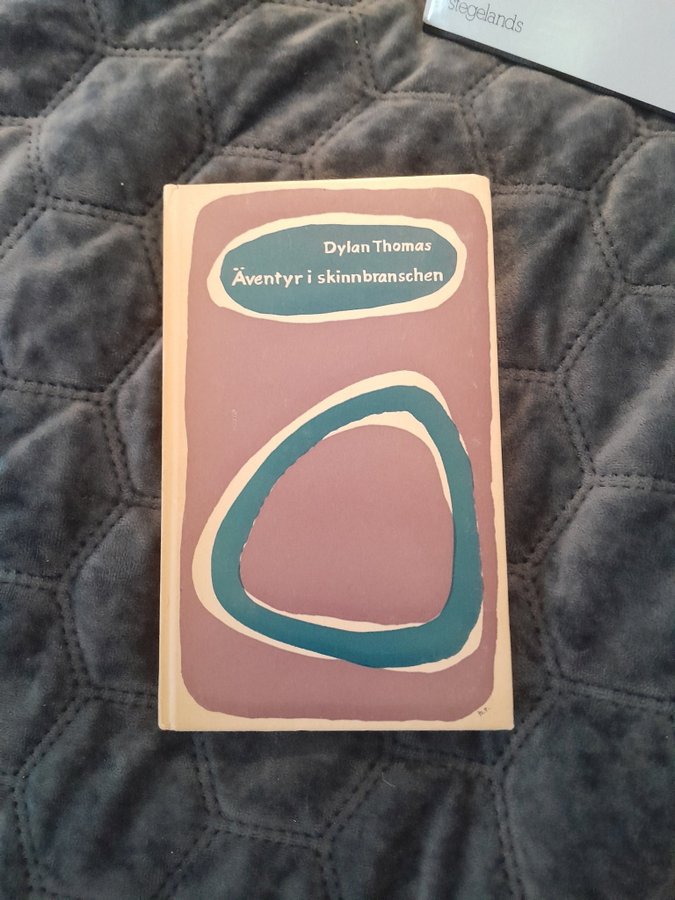 stegelands
Dylan Thomas
Äventyr i skinnbranschen